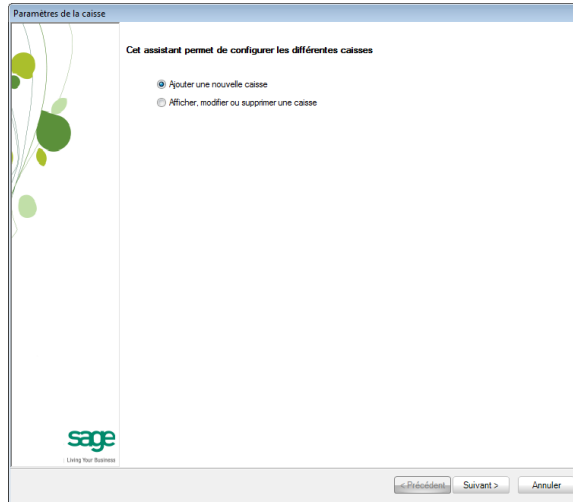 Paramètres de la caisse
Cet assistant permet de configurer les différentes caisses
Ajouter une nouvelle caisse
Afficher, modifier ou supprimer une caisse
sage
Living Your Business
< Précédent
Suivant >
Annuler